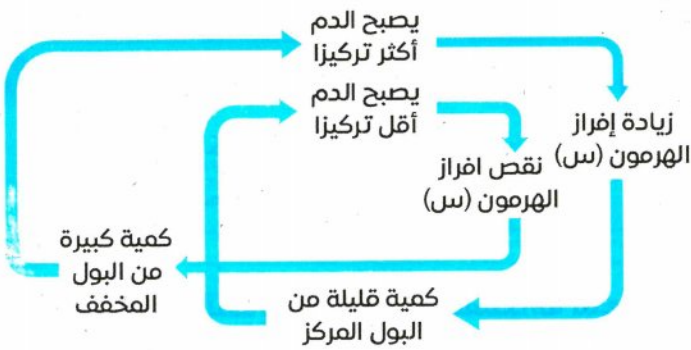 يصبح الدم
أكثر تركيزا
يصبح الدم
أقل تركيزا
زيادة إفراز
الهرمون (س)
نقص افراز
الهرمون (س)
كمية كبيرة
من البول
المخفف
كمية قليلة من
البول المركز